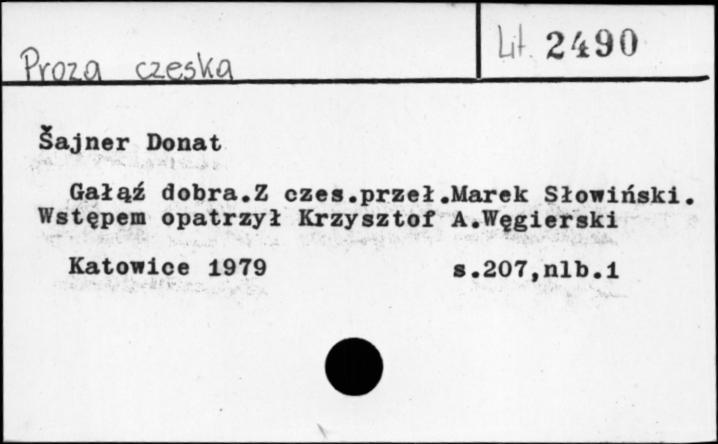 Proza czeska
Lit. 2490
Šajner Donat
Gałąź dobra.Z czes.przeł.Marek Słowiński.
Wstępem opatrzył Krzysztof A.Węgierski
Katowice 1979 s.207,nlb.1